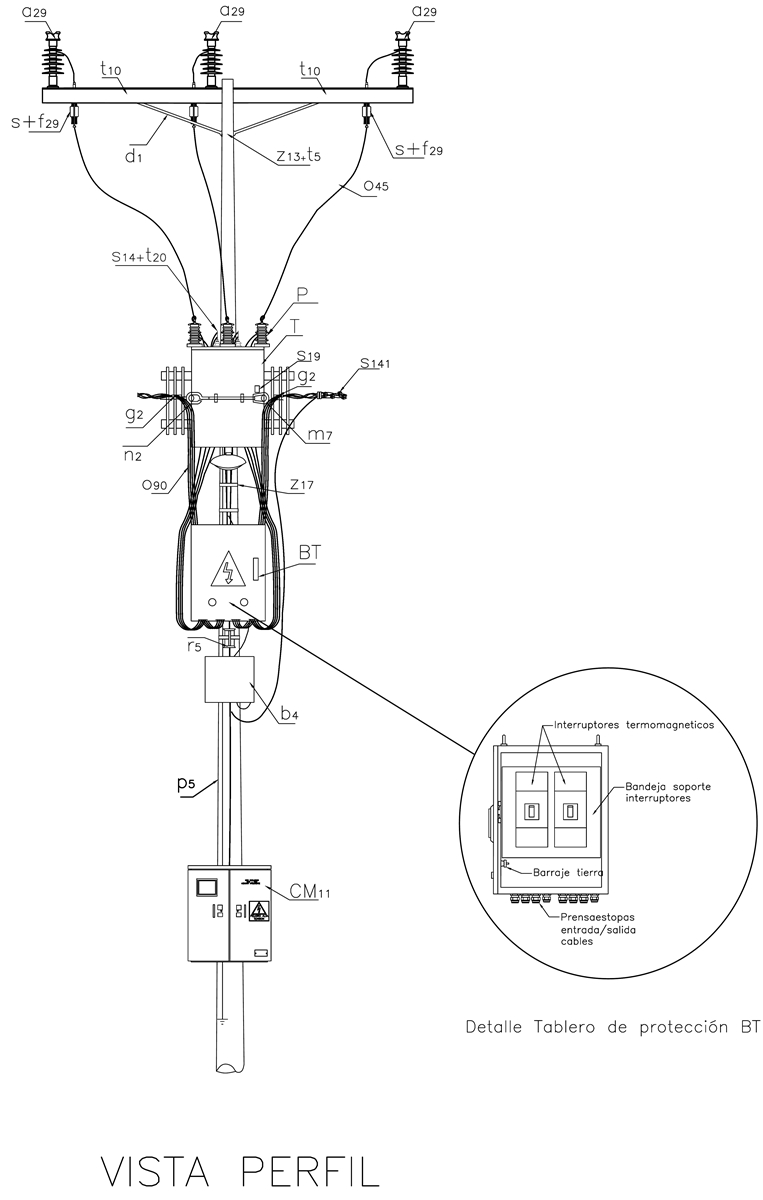 a29
a29
a29
t10
t10
s+f29
d1
z13+t5
s+f29
o45
s14+t20
P
T
s19
s141
g2
g2
n2
m7
o90
z17
BT
r5
b4
p5
CM11
Interruptores termomagneticos
Bandeja soporte
interruptores
Barraje tierra
Prensaestopas
entrada/salida
cables
Detalle Tablero de protección BT
VISTA PERFIL